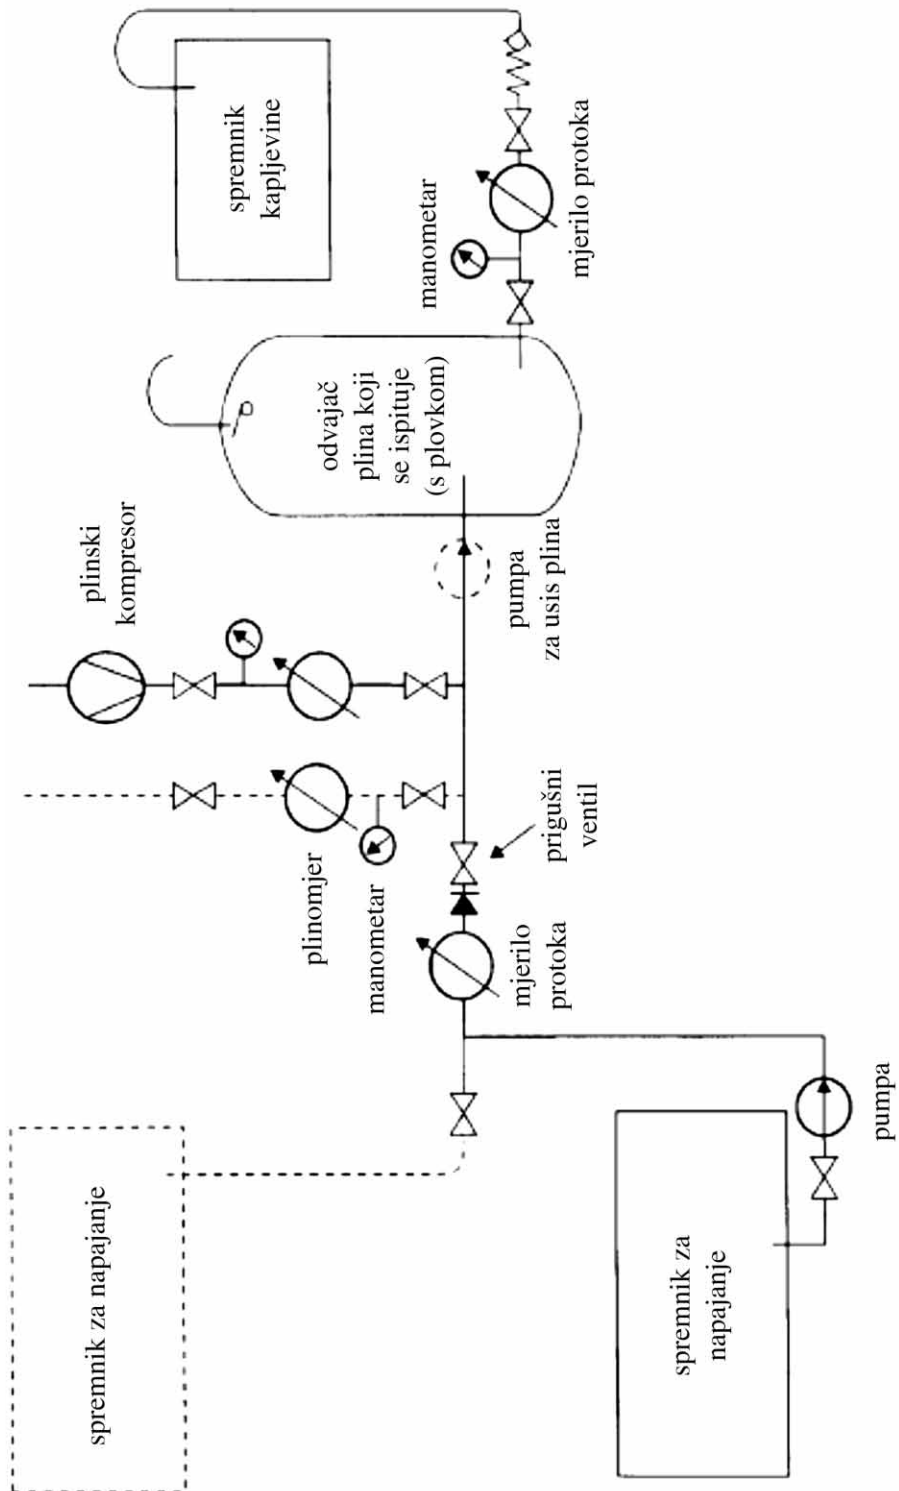 spremnik za napajanje
spremnik za
napajanje
pumpa
mjerilo
protoka
prigušni
ventil
plinomjer
manometar
plinski
kompresor
pumpa
za usis plina
odvajač
plina koji
se ispituje
(s plovkom)
manometar
mjerilo protoka
spremnik
kapljevine